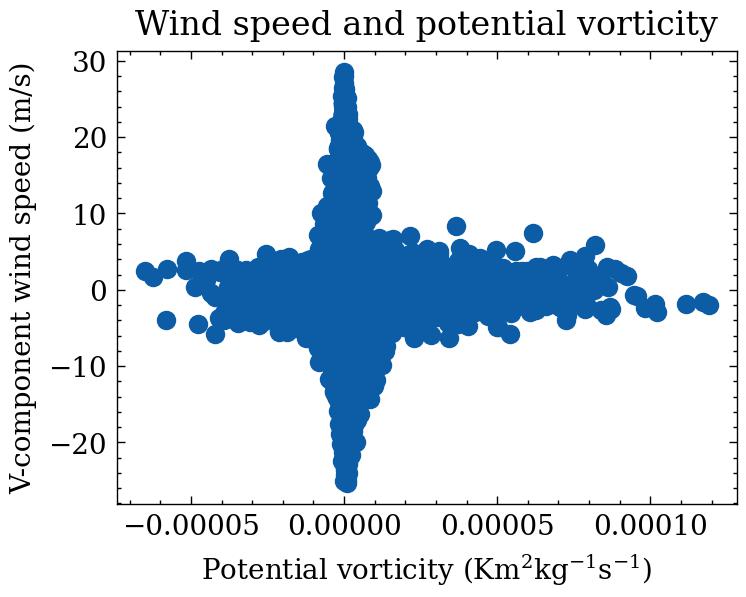 Wind speed and potential vorticity
V-component wind speed (m/s)
30
20
10
0
−10
−20
−0.00005 0.00000 0.00005 0.00010
Potential vorticity (Km²kg⁻¹s⁻¹)